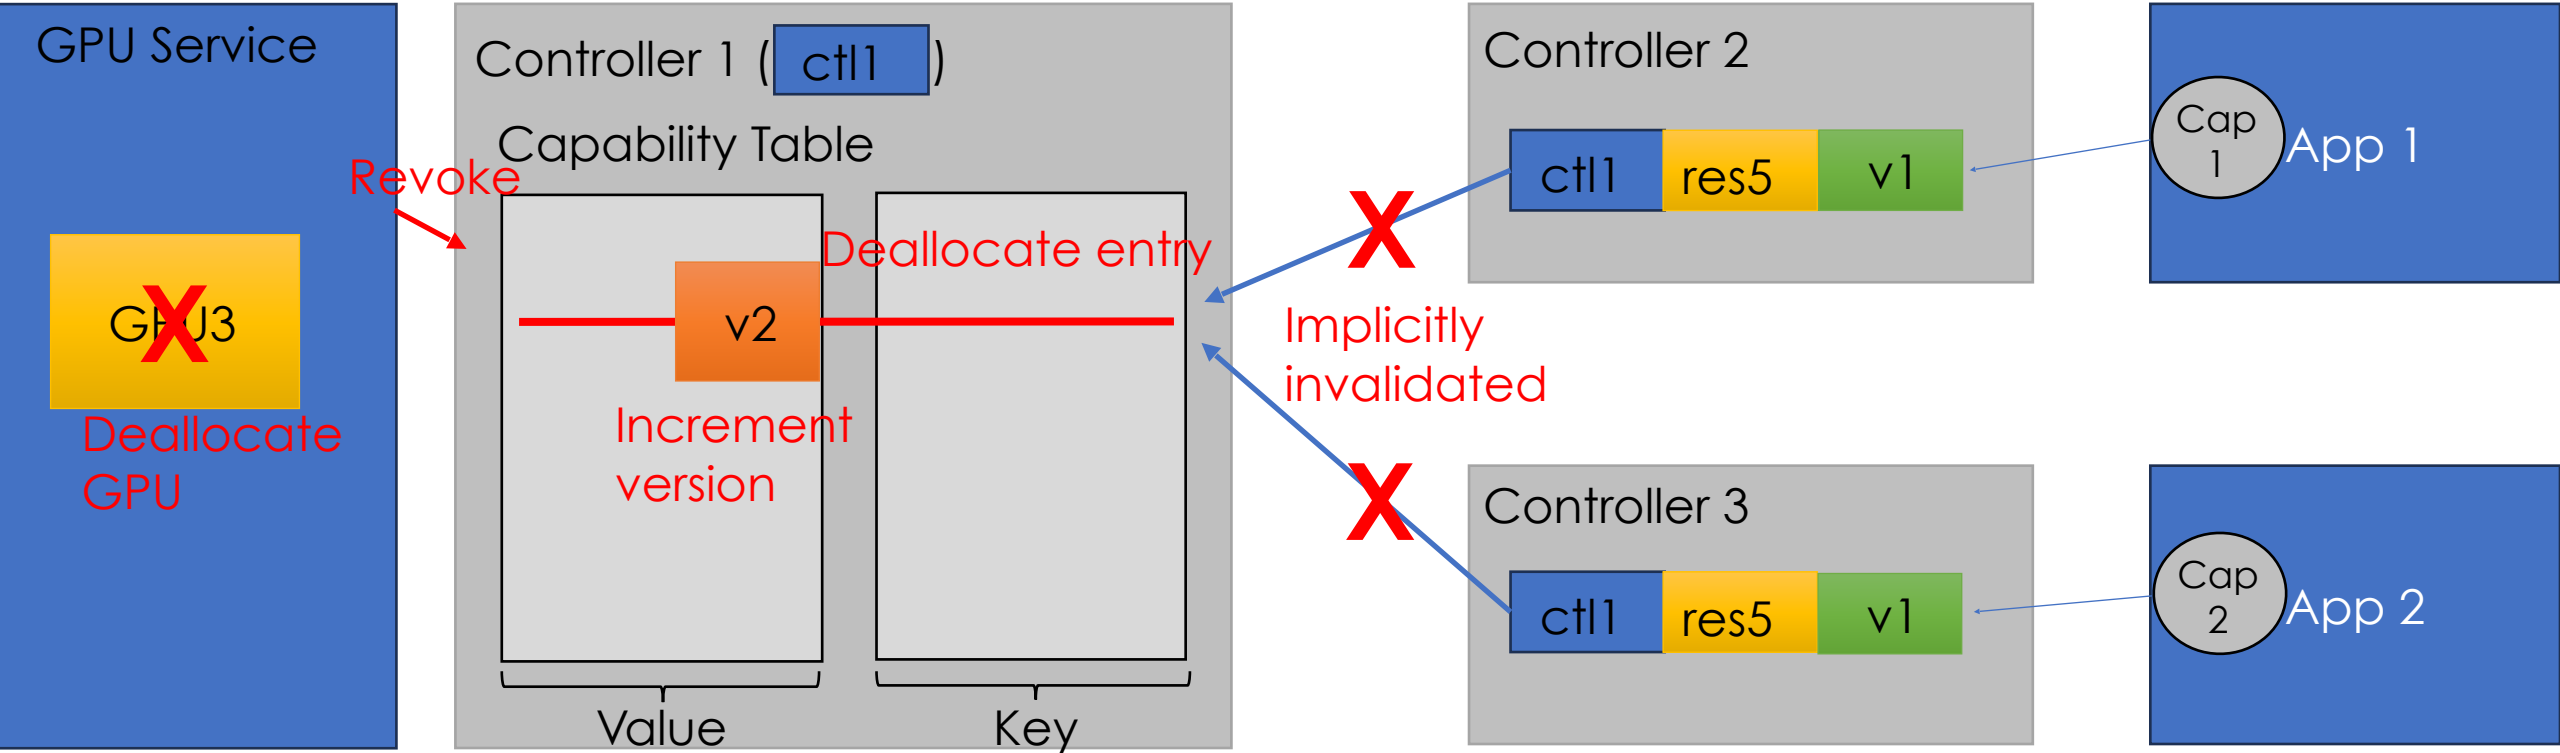 GPU Service
GPU3
Deallocate
GPU
Revoke
Controller 1 ( ctl1 )
Capability Table
Deallocate entry
v2
Increment
version
Value
Key
Implicitly
invalidated
Controller 2
ctl1 res5 v1
Cap
1
App 1
Controller 3
ctl1 res5 v1
Cap
2
App 2
X
X
X